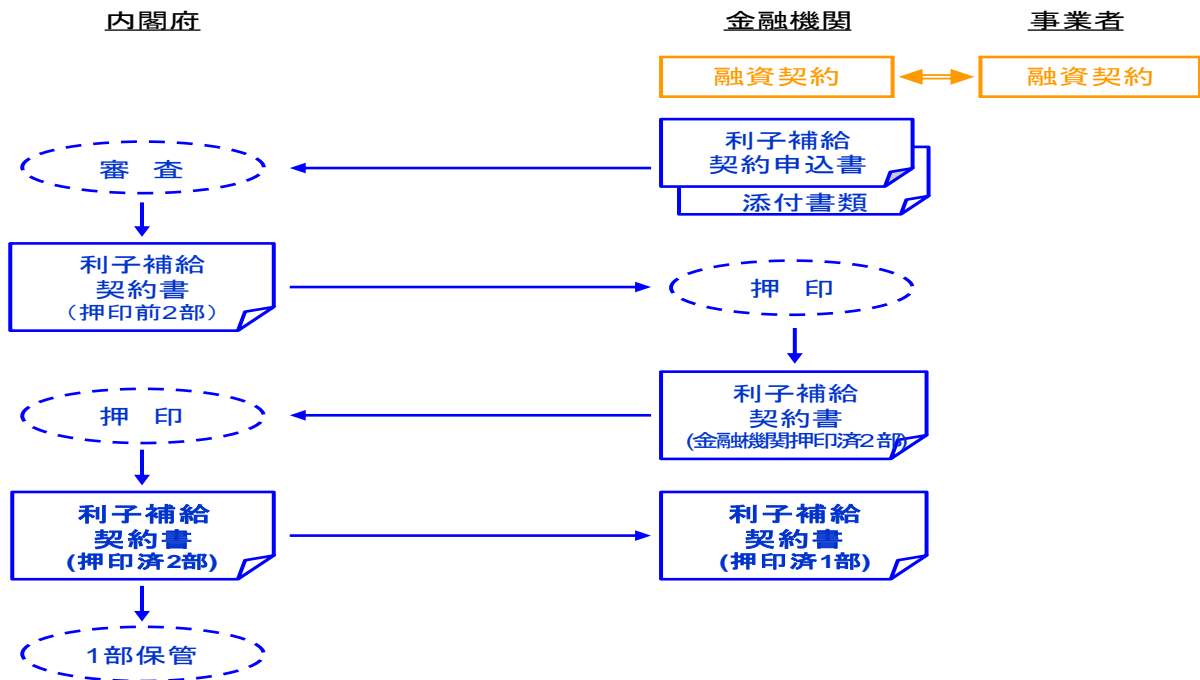 内閣府
金融機関
事業者
融資契約
融資契約
利子補給
契約申込書
添付書類
審 査
利子補給
契約書
（押印前2部）
押 印
利子補給
契約書
(金融機関押印済2部)
押 印
利子補給
契約書
(押印済2部)
利子補給
契約書
(押印済1部)
1部保管